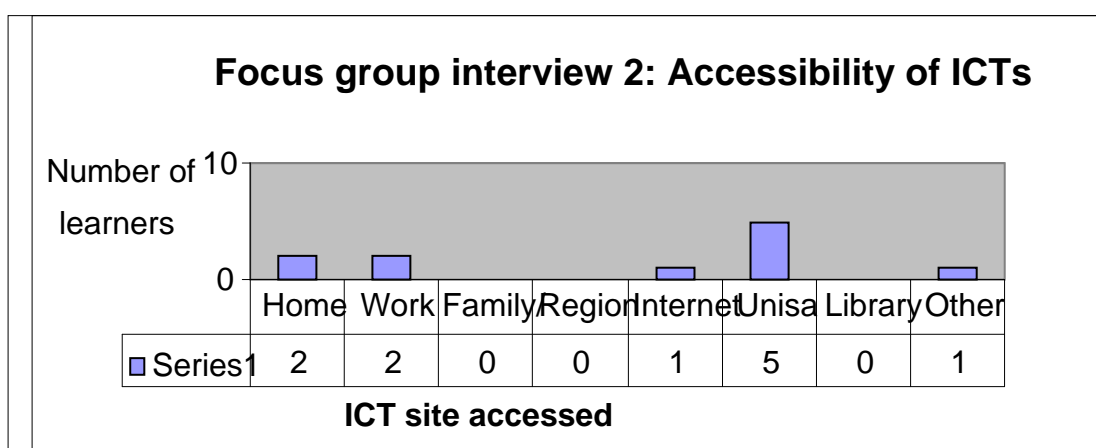 Focus group interview 2: Accessibility of ICTs
Number of
learners
10
0
Home Work Family/ Region Internet Unisa Library Other
Series1 2 2 0 0 1 5 0 1
ICT site accessed